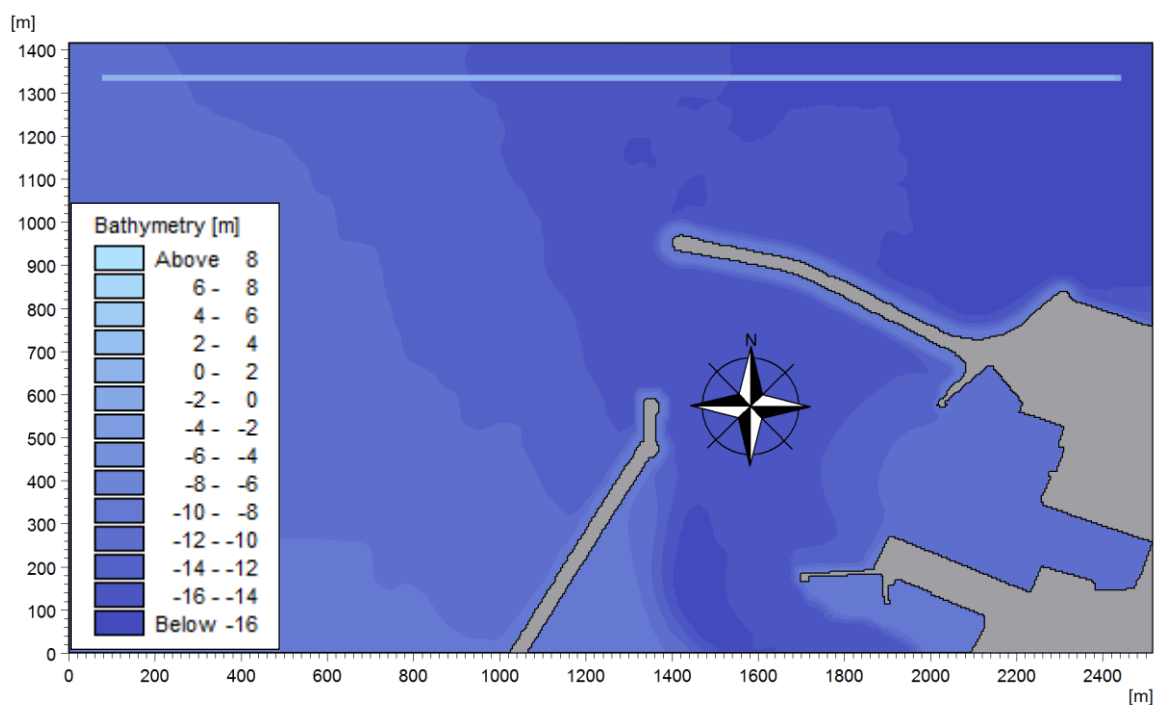 [m]
1400
1300
1200
1100
1000
900
800
700
600
500
400
300
200
100
0
Bathymetry [m]
Above 8
6 - 8
4 - 6
2 - 4
0 - 2
-2 - 0
-4 - -2
-6 - -4
-8 - -6
-10 - -8
-12 - -10
-14 - -12
-16 - -14
Below -16
N
0 200 400 600 800 1000 1200 1400 1600 1800 2000 2200 2400
[m]